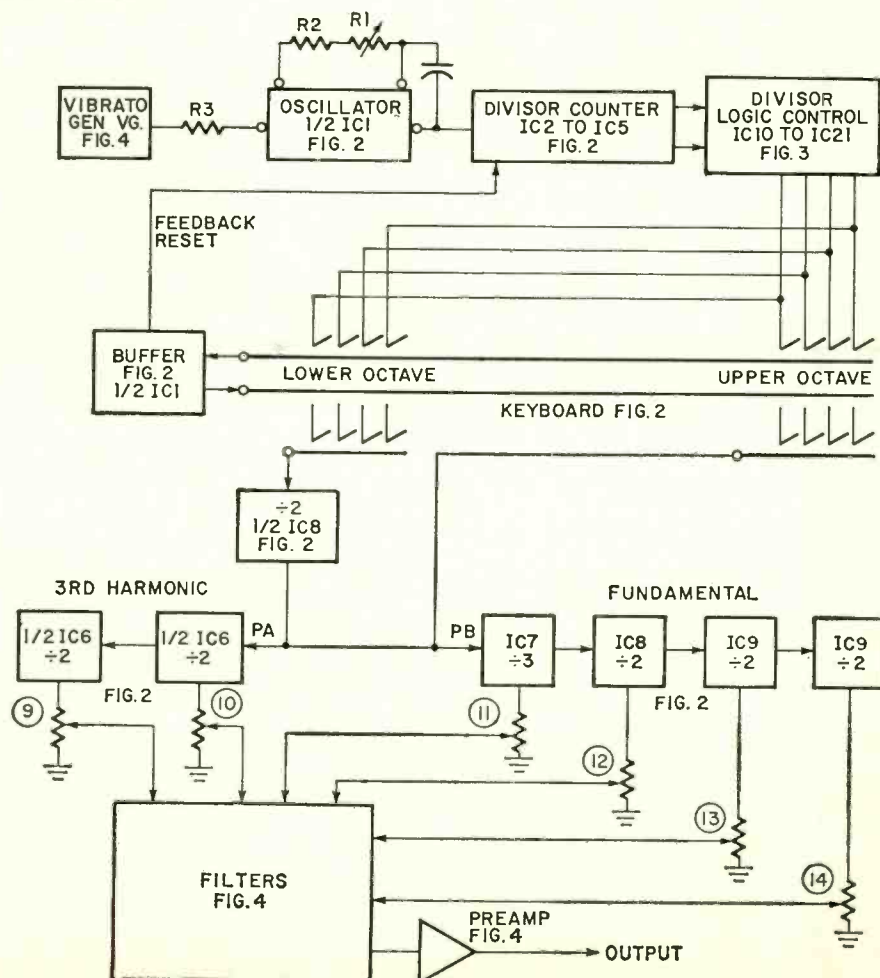 R2
R1
VIBRATO
GEN VG.
FIG. 4
R3
OSCILLATOR
1/2 IC1
FIG. 2
DIVISOR COUNTER
IC2 TO IC5
FIG. 2
DIVISOR
LOGIC CONTROL
IC10 TO IC21
FIG. 3
FEEDBACK
RESET
BUFFER
FIG. 2
1/2 IC1
LOWER OCTAVE
UPPER OCTAVE
KEYBOARD FIG. 2
÷2
1/2 IC8
FIG. 2
3RD HARMONIC
FUNDAMENTAL
1/2 IC6
÷2
1/2 IC6
÷2
PA
PB
IC7
÷3
IC8
÷2
IC9
÷2
IC9
÷2
9
FIG. 2
10
11
FIG. 2
12
13
14
FILTERS
FIG. 4
PREAMP
FIG. 4
OUTPUT